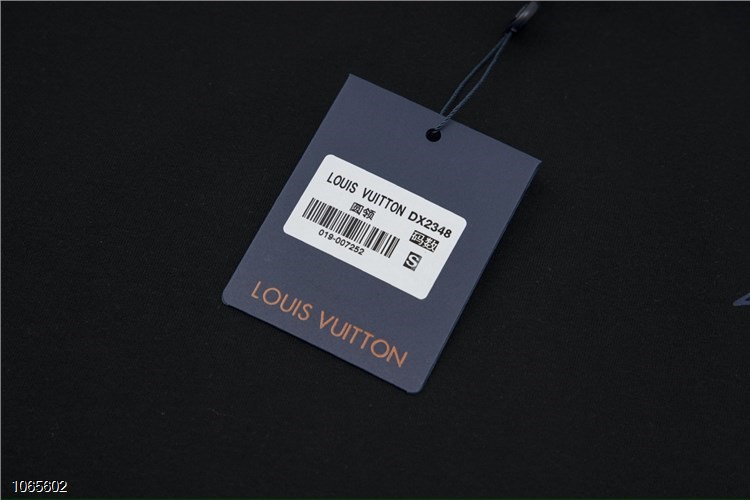 LOUIS VUITTON DX2348
圆领
019-007252
码数
S
LOUIS VUITTON
1065602